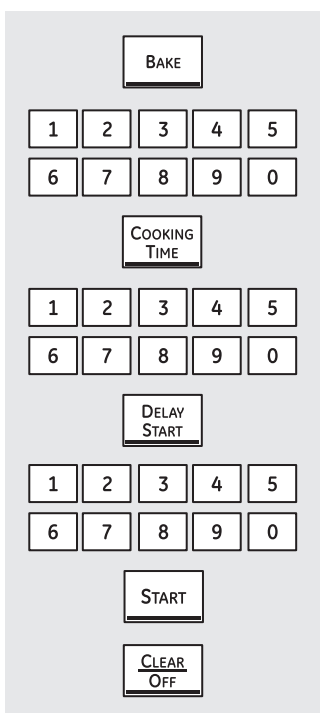 BAKE
1 2 3 4 5
6 7 8 9 0
COOKING
TIME
1 2 3 4 5
6 7 8 9 0
DELAY
START
1 2 3 4 5
6 7 8 9 0
START
CLEAR
OFF